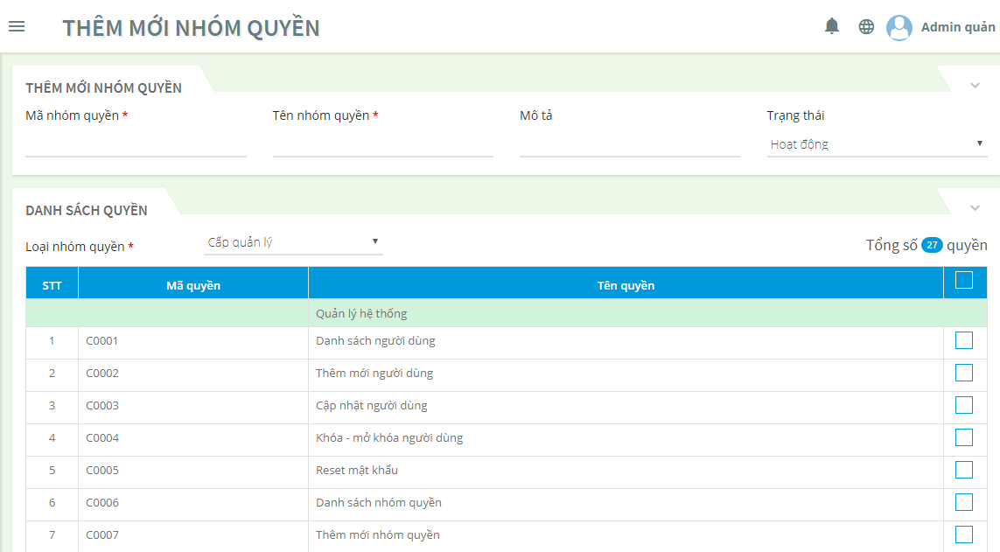 THÊM MỚI NHÓM QUYỀN
Admin quản
THÊM MỚI NHÓM QUYỀN
Mã nhóm quyền * Tên nhóm quyền * Mô tả Trạng thái
Hoạt động
DANH SÁCH QUYỀN
Loại nhóm quyền * Cấp quản lý Tổng số 27 quyền
STT Mã quyền Tên quyền
Quản lý hệ thống
1 C0001 Danh sách người dùng
2 C0002 Thêm mới người dùng
3 C0003 Cập nhật người dùng
4 C0004 Khóa - mở khóa người dùng
5 C0005 Reset mật khẩu
6 C0006 Danh sách nhóm quyền
7 C0007 Thêm mới nhóm quyền